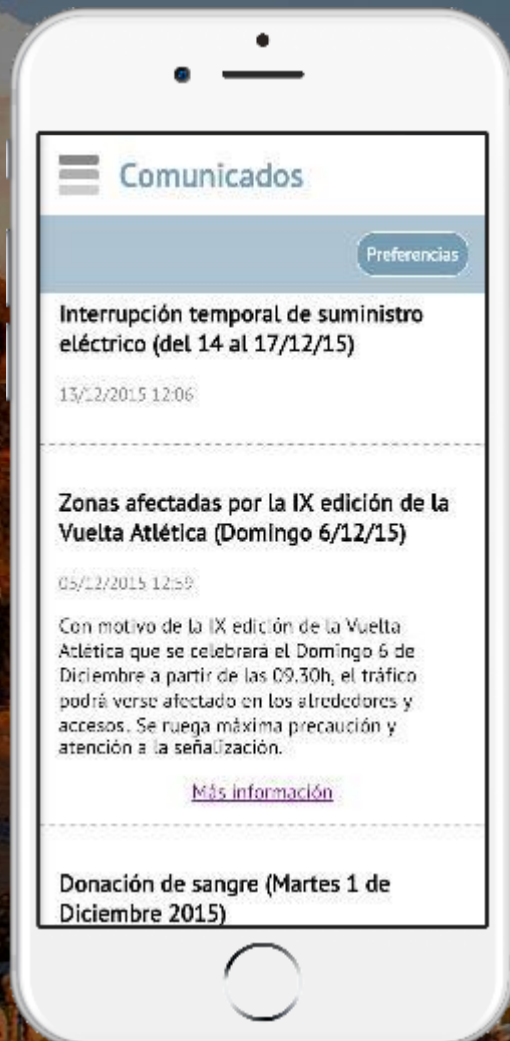 Comunicados
Preferencias
Interrupción temporal de suministro
eléctrico (del 14 al 17/12/15)
13/12/2015 12:06
Zonas afectadas por la IX edición de la
Vuelta Atlética (Domingo 6/12/15)
05/12/2015 12:59
Con motivo de la IX edición de la Vuelta
Atlética que se celebrará el Domingo 6 de
Diciembre a partir de las 09.30h, el tráfico
podrá verse afectado en los alrededores y
accesos. Se ruega máxima precaución y
atención a la señalización.
Más información
Donación de sangre (Martes 1 de
Diciembre 2015)